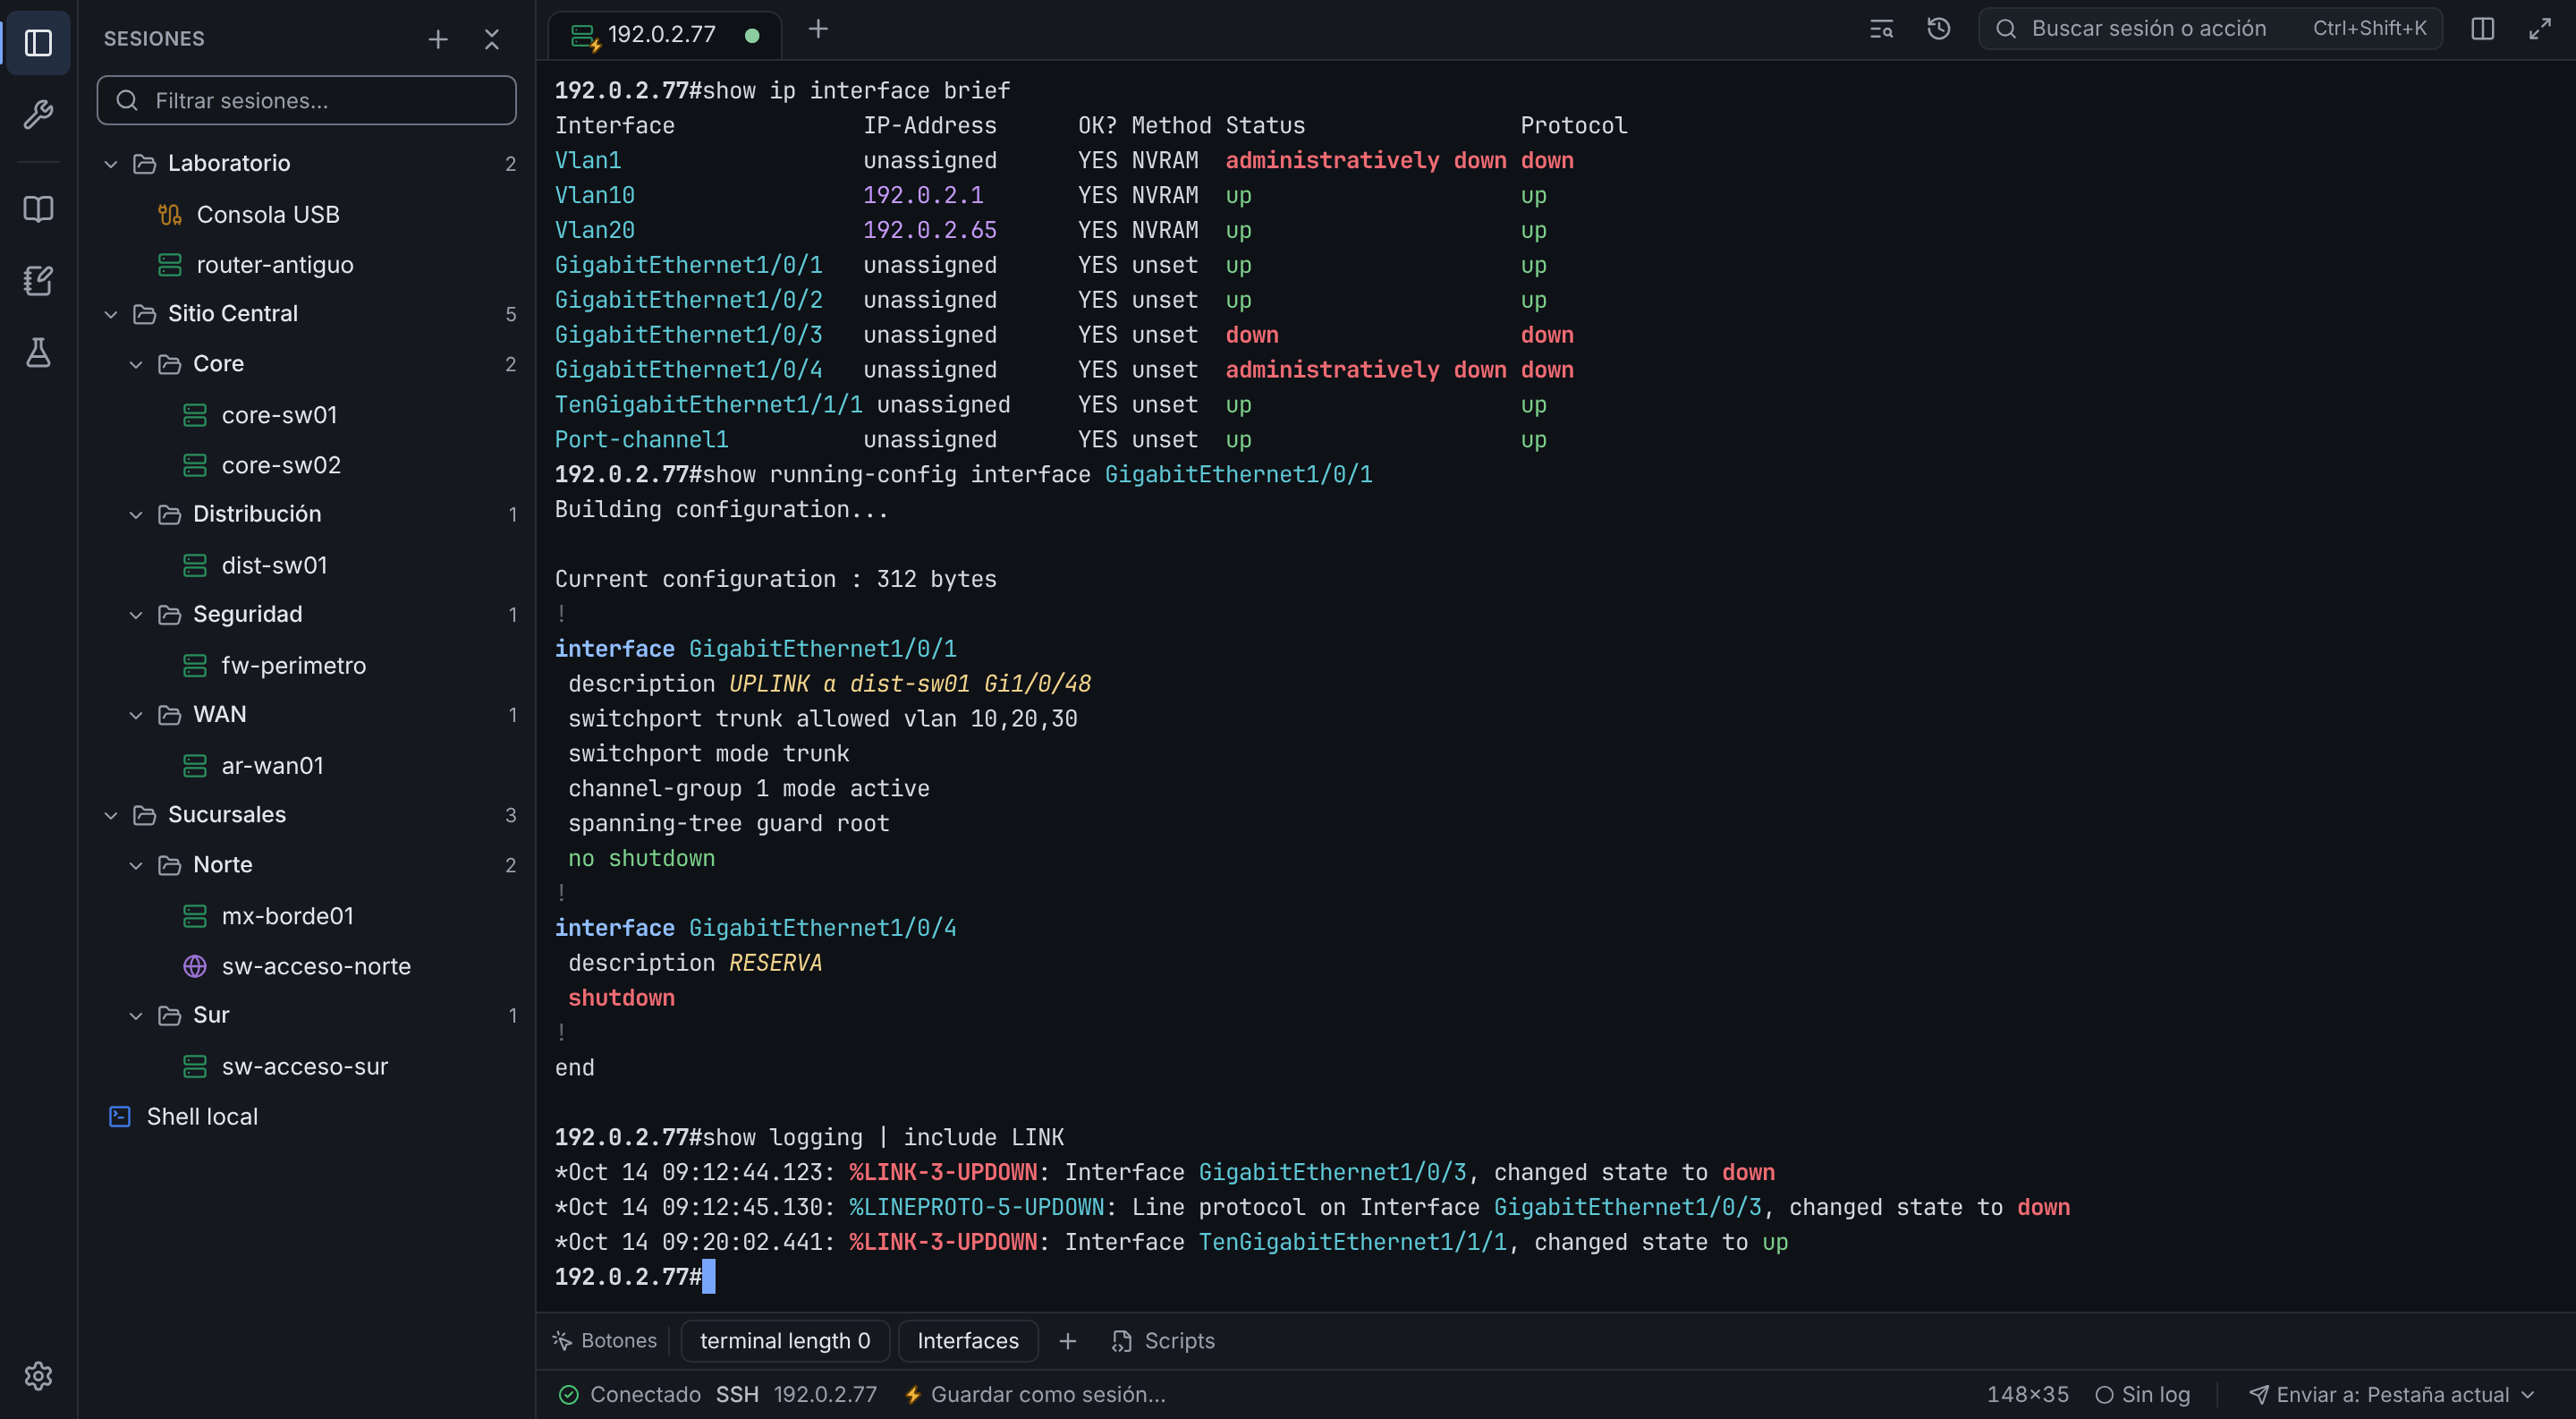 SESIONES
Filtrar sesiones...
Laboratorio 2
Consola USB
router-antiguo
Sitio Central 5
Core 2
core-sw01
core-sw02
Distribución 1
dist-sw01
Seguridad 1
fw-perimetro
WAN 1
ar-wan01
Sucursales 3
Norte 2
mx-borde01
sw-acceso-norte
Sur 1
sw-acceso-sur
Shell local
192.0.2.77
Buscar sesión o acción Ctrl+Shift+K
192.0.2.77#show ip interface brief
Interface IP-Address OK? Method Status Protocol
Vlan1 unassigned YES NVRAM administratively down down
Vlan10 192.0.2.1 YES NVRAM up up
Vlan20 192.0.2.65 YES NVRAM up up
GigabitEthernet1/0/1 unassigned YES unset up up
GigabitEthernet1/0/2 unassigned YES unset up up
GigabitEthernet1/0/3 unassigned YES unset down down
GigabitEthernet1/0/4 unassigned YES unset administratively down down
TenGigabitEthernet1/1/1 unassigned YES unset up up
Port-channel1 unassigned YES unset up up
192.0.2.77#show running-config interface GigabitEthernet1/0/1
Building configuration...
Current configuration : 312 bytes
!
interface GigabitEthernet1/0/1
description UPLINK a dist-sw01 Gi1/0/48
switchport trunk allowed vlan 10,20,30
switchport mode trunk
channel-group 1 mode active
spanning-tree guard root
no shutdown
!
interface GigabitEthernet1/0/4
description RESERVA
shutdown
!
end
192.0.2.77#show logging | include LINK
*Oct 14 09:12:44.123: %LINK-3-UPDOWN: Interface GigabitEthernet1/0/3, changed state to down
*Oct 14 09:12:45.130: %LINEPROTO-5-UPDOWN: Line protocol on Interface GigabitEthernet1/0/3, changed state to down
*Oct 14 09:20:02.441: %LINK-3-UPDOWN: Interface TenGigabitEthernet1/1/1, changed state to up
192.0.2.77#
Botones terminal length 0 Interfaces Scripts
Conectado SSH 192.0.2.77 Guardar como sesión... 148×35 Sin log Enviar a: Pestaña actual